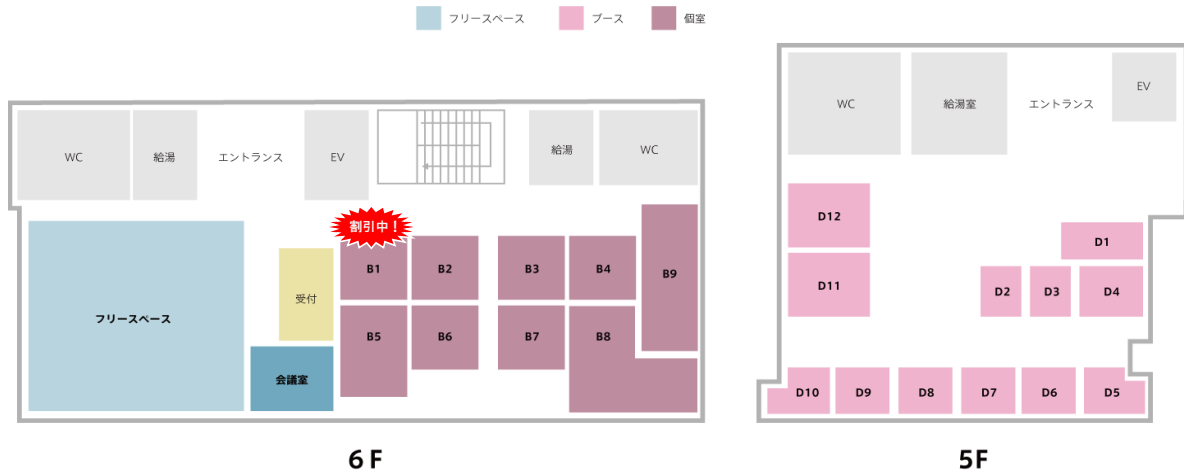 フリースペース
ブース
個室
WC
給湯
エントランス
EV
給湯
WC
割引中!
B1
B2
B3
B4
B9
受付
フリースペース
B5
B6
B7
B8
会議室
6F
WC
給湯室
エントランス
EV
D12
D1
D11
D2
D3
D4
D10
D9
D8
D7
D6
D5
5F